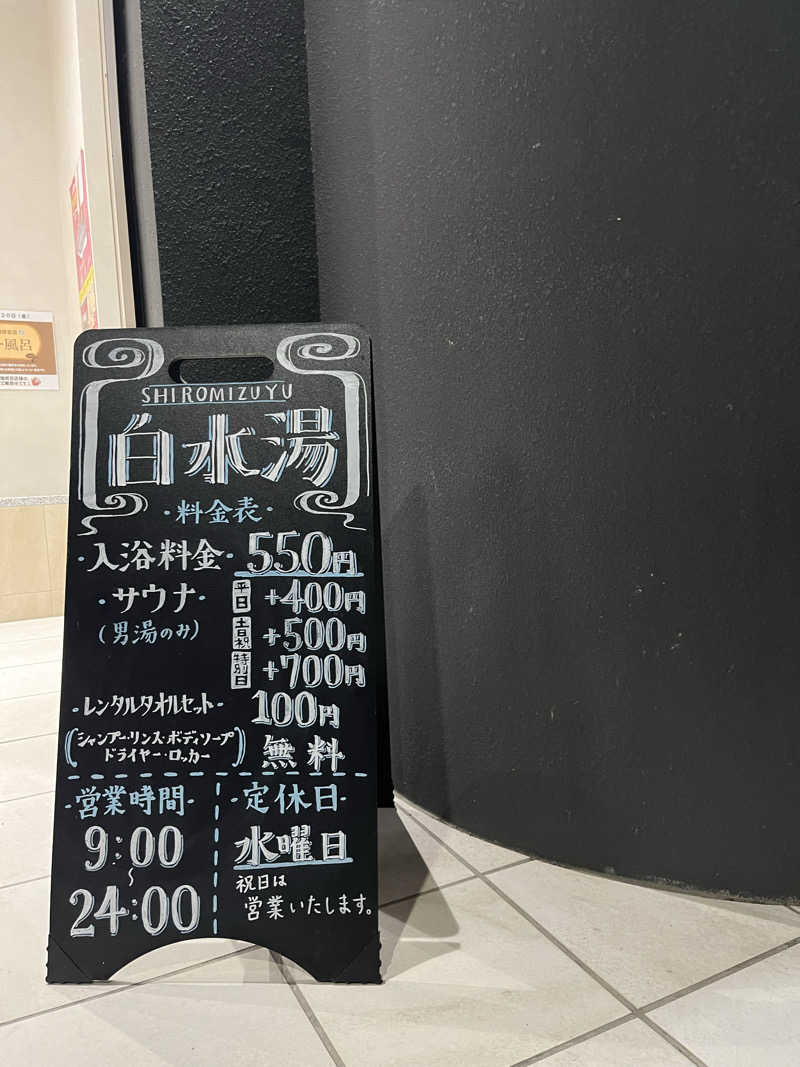 SHIROMIZUYU
白水湯
・料金表・
・入浴料金・ 550円
・サウナ・ 平日 +400円
(男湯のみ) 土日祝 +500円
特別日 +700円
・レンタルタオルセット・ 100円
(シャンプー・リンス・ボディソープ
ドライヤー・ロッカー) 無料
・営業時間・
9:00
〜
24:00
・定休日・
水曜日
祝日は
営業いたします。
風呂